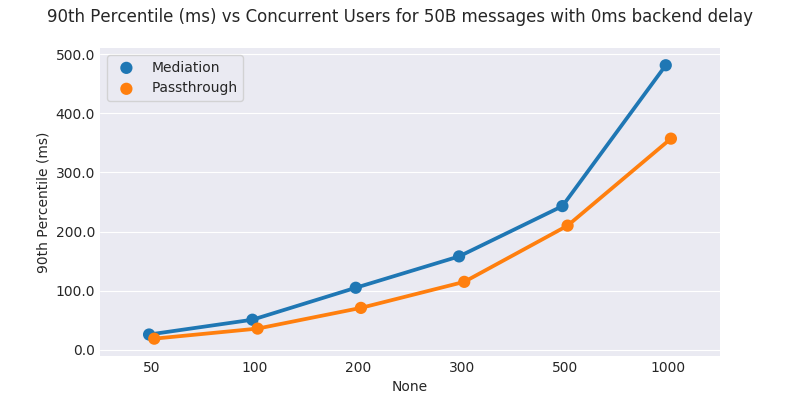 90th Percentile (ms) vs Concurrent Users for 50B messages with 0ms backend delay
Mediation
Passthrough
500.0
400.0
300.0
200.0
100.0
0.0
90th Percentile (ms)
50 100 200 300 500 1000
None